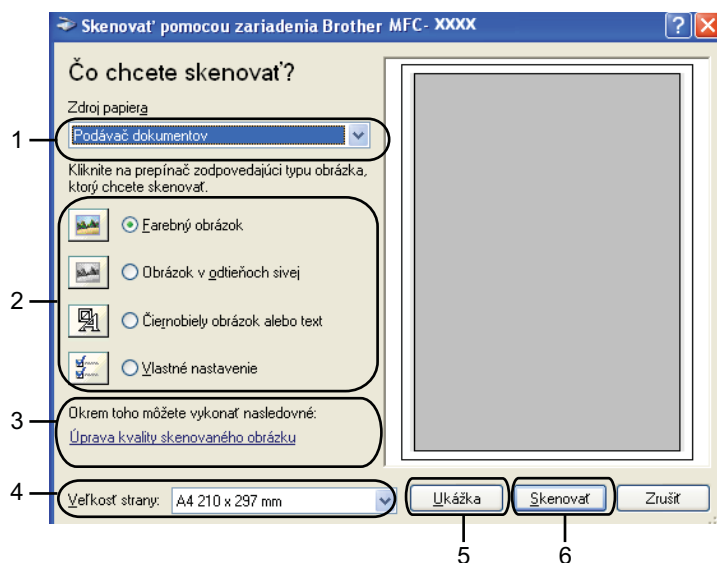 Skenovať pomocou zariadenia Brother MFC- XXXX
Čo chcete skenovať?
Zdroj papiera
1
Podávač dokumentov
Kliknite na prepínač zodpovedajúci typu obrázka,
ktorý chcete skenovať.
2
Farebný obrázok
Obrázok v odtieňoch sivej
Čiernobiely obrázok alebo text
Vlastné nastavenie
3
Okrem toho môžete vykonať nasledovné:
Úprava kvality skenovaného obrázku
4
Veľkosť strany: A4 210 x 297 mm
Ukážka
Skenovať
Zrušiť
5
6